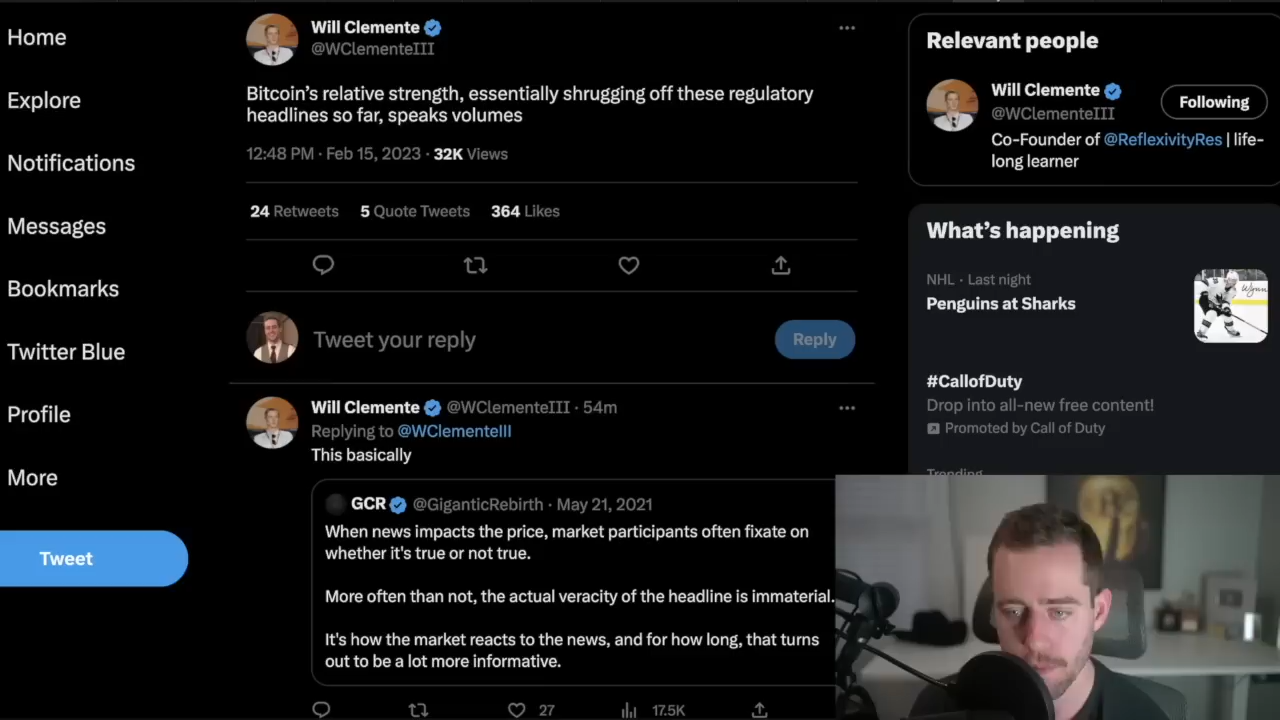 Home
Explore
Notifications
Messages
Bookmarks
Twitter Blue
Profile
More
Tweet
Will Clemente
@WClementeIII
Bitcoin's relative strength, essentially shrugging off these regulatory
headlines so far, speaks volumes
12:48 PM · Feb 15, 2023 · 32K Views
24 Retweets 5 Quote Tweets 364 Likes
Tweet your reply
Reply
Will Clemente @WClementeIII · 54m
Replying to @WClementeIII
This basically
GCR @GiganticRebirth · May 21, 2021
When news impacts the price, market participants often fixate on
whether it's true or not true.
More often than not, the actual veracity of the headline is immaterial.
It's how the market reacts to the news, and for how long, that turns
out to be a lot more informative.
27 17.5K
Relevant people
Will Clemente
@WClementeIII
Following
Co-Founder of @ReflexivityRes | life-
long learner
What's happening
NHL · Last night
Penguins at Sharks
#CallofDuty
Drop into all-new free content!
Promoted by Call of Duty
Trending